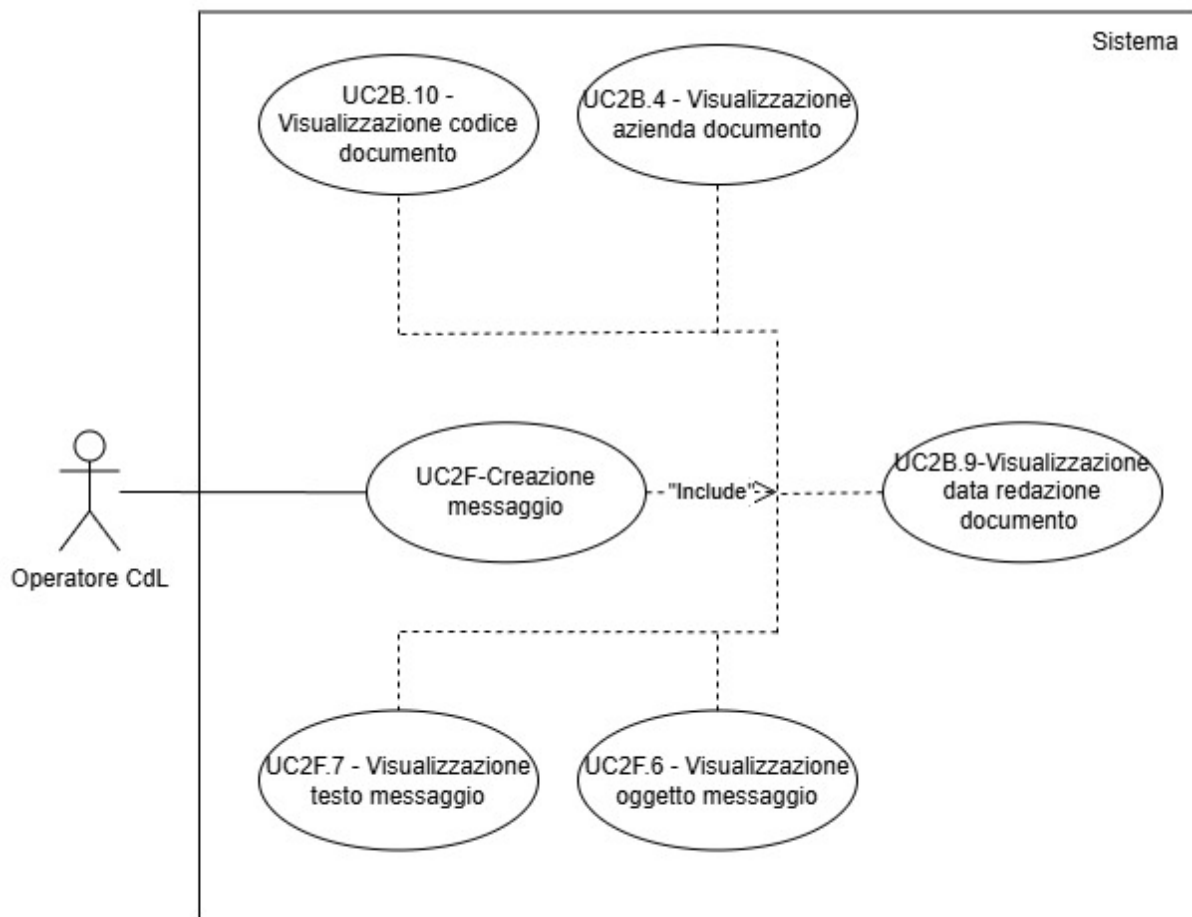 Sistema
UC2B.10 -
Visualizzazione codice
documento
UC2B.4 - Visualizzazione
azienda documento
UC2F-Creazione
messaggio
"Include"
UC2B.9-Visualizzazione
data redazione
documento
Operatore CdL
UC2F.7 - Visualizzazione
testo messaggio
UC2F.6 - Visualizzazione
oggetto messaggio